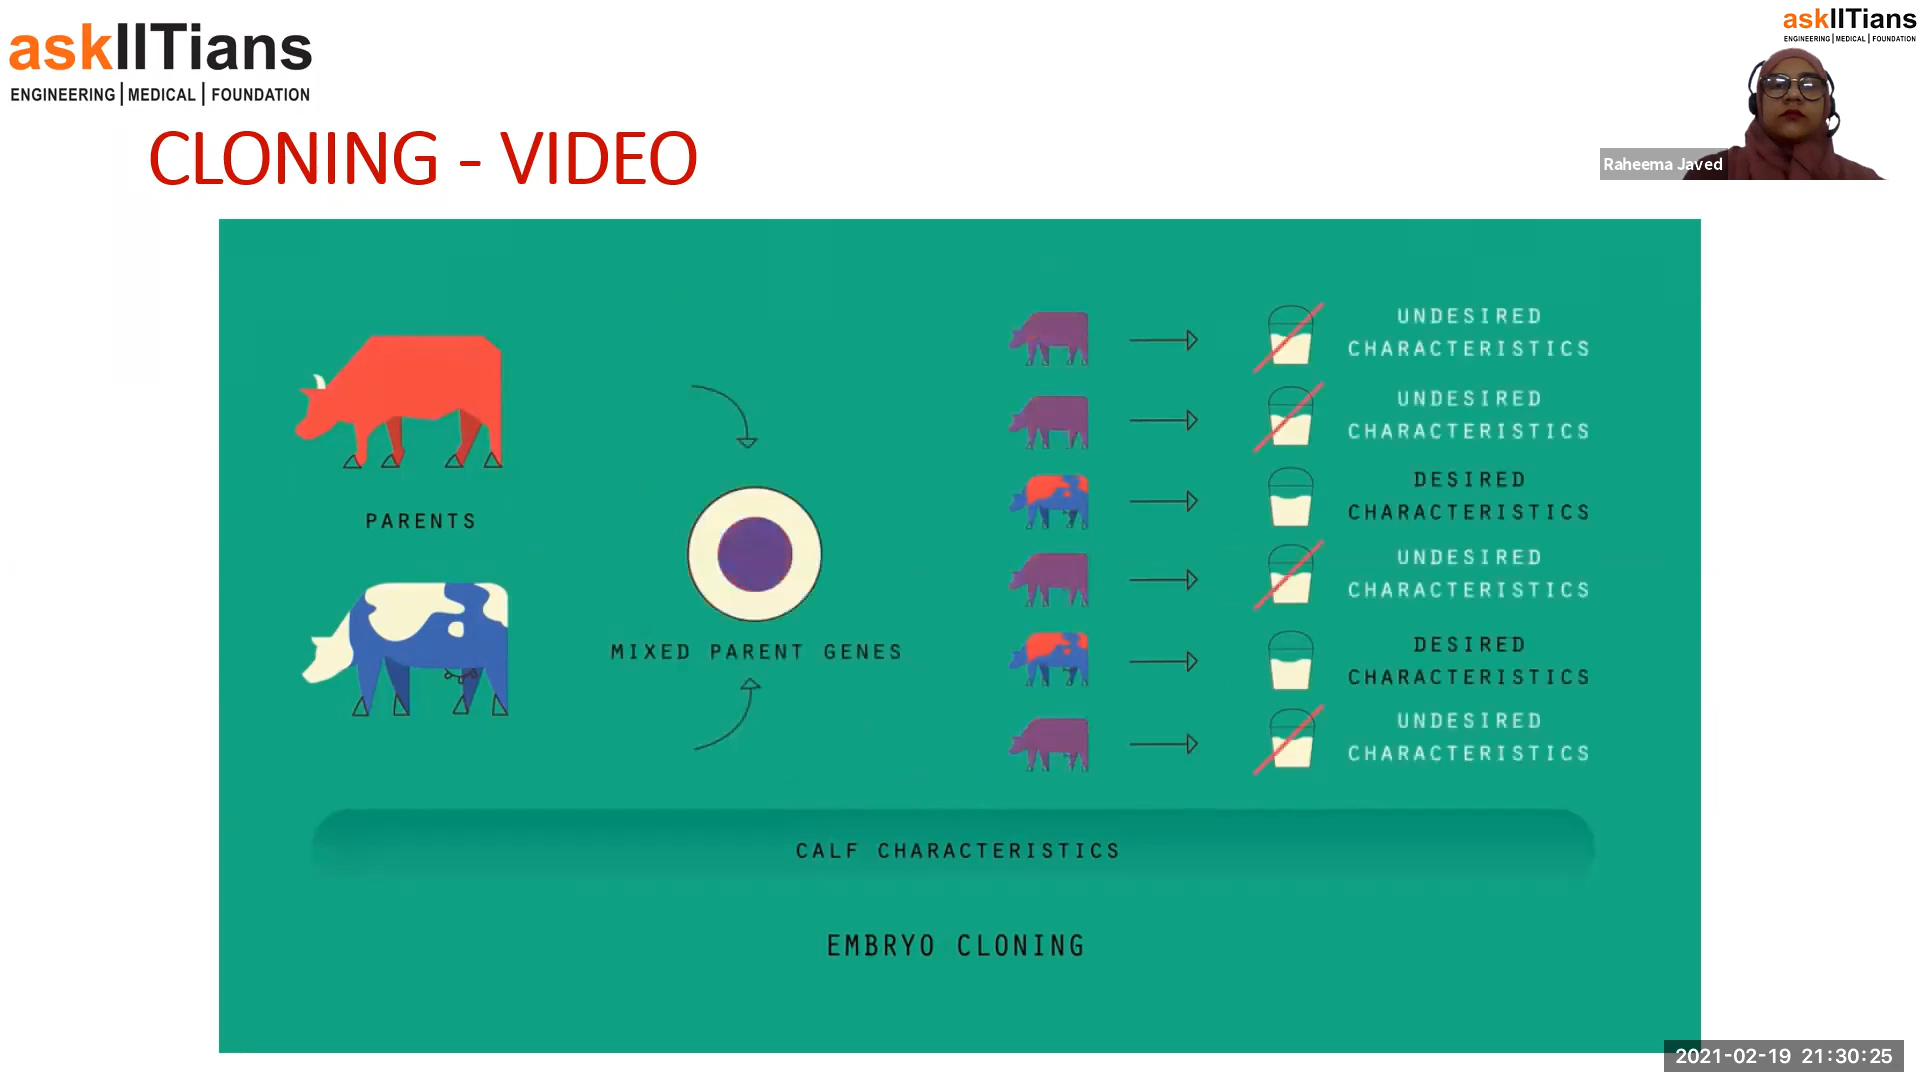 askIITians
ENGINEERING | MEDICAL | FOUNDATION
askIITians
ENGINEERING | MEDICAL | FOUNDATION
Raheema Javed
CLONING - VIDEO
PARENTS
MIXED PARENT GENES
UNDESIRED
CHARACTERISTICS
UNDESIRED
CHARACTERISTICS
DESIRED
CHARACTERISTICS
UNDESIRED
CHARACTERISTICS
DESIRED
CHARACTERISTICS
UNDESIRED
CHARACTERISTICS
CALF CHARACTERISTICS
EMBRYO CLONING
2021-02-19 21:30:25